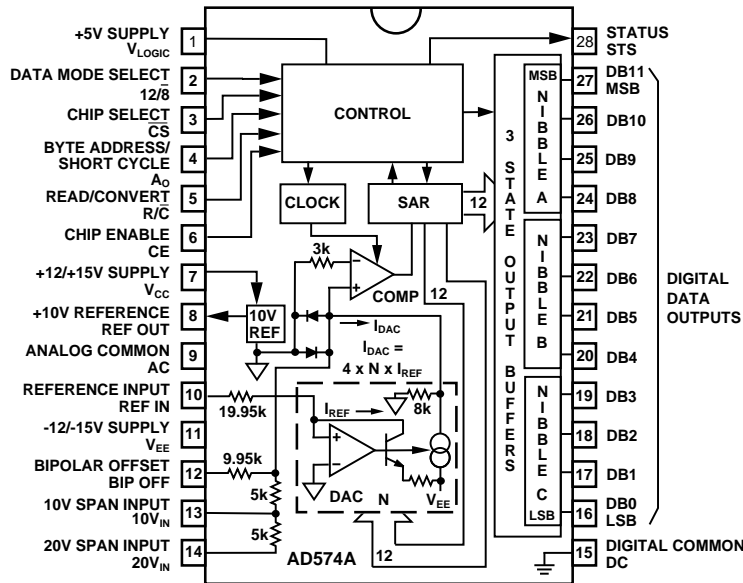 +5V SUPPLY
VLOGIC
1
DATA MODE SELECT
12/8̅
2
CHIP SELECT
C̅S̅
3
BYTE ADDRESS/
SHORT CYCLE
AO
4
READ/CONVERT
R/C̅
5
CHIP ENABLE
CE
6
+12/+15V SUPPLY
VCC
7
+10V REFERENCE
REF OUT
8
ANALOG COMMON
AC
9
REFERENCE INPUT
REF IN
10
-12/-15V SUPPLY
VEE
11
BIPOLAR OFFSET
BIP OFF
12
10V SPAN INPUT
10VIN
13
20V SPAN INPUT
20VIN
14
CONTROL
CLOCK
SAR
12
3k
COMP
12
10V
REF
IDAC
IDAC =
4 x N x IREF
19.95k
IREF
8k
9.95k
5k
5k
DAC
N
VEE
12
AD574A
3 STATE OUTPUT BUFFERS
MSB
NIBBLE A
NIBBLE B
NIBBLE C
LSB
28
STATUS
STS
27
DB11
MSB
26
DB10
25
DB9
24
DB8
23
DB7
22
DB6
21
DB5
20
DB4
19
DB3
18
DB2
17
DB1
16
DB0
LSB
15
DIGITAL COMMON
DC
DIGITAL
DATA
OUTPUTS